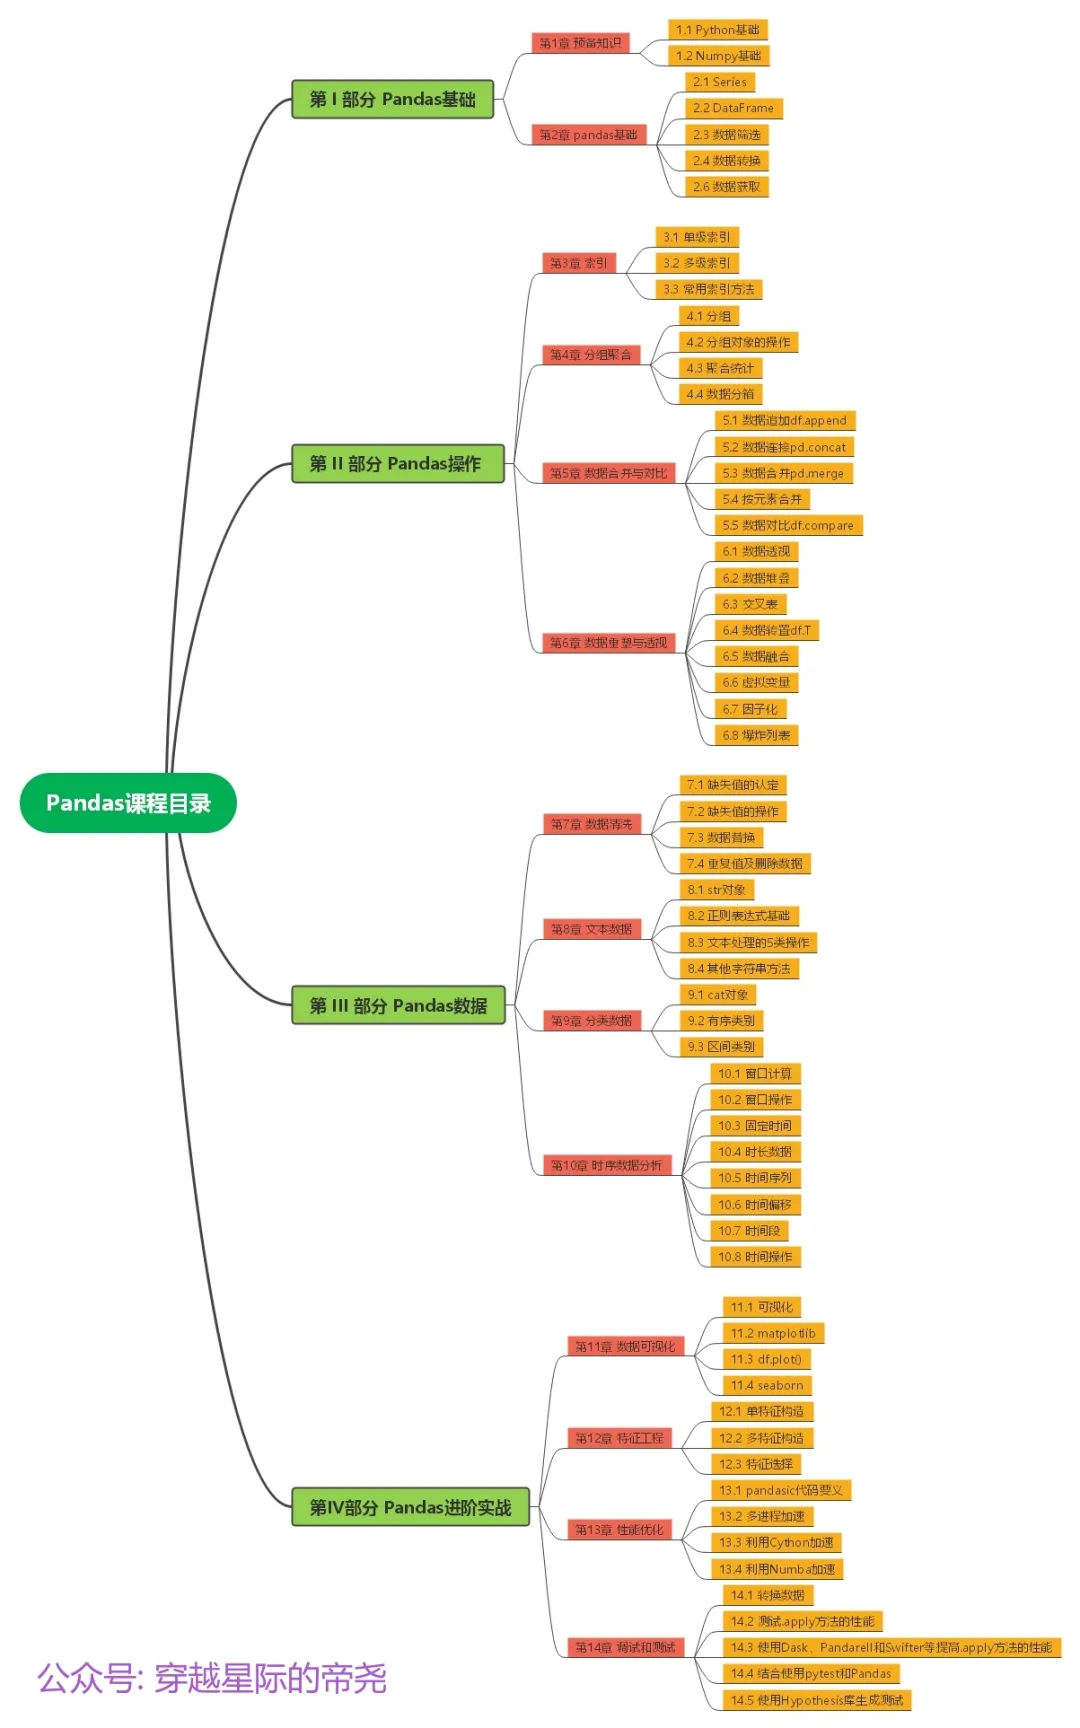 Pandas课程目录
第 I 部分 Pandas基础
第1章 预备知识
1.1 Python基础
1.2 Numpy基础
第2章 pandas基础
2.1 Series
2.2 DataFrame
2.3 数据筛选
2.4 数据转换
2.6 数据获取
第 II 部分 Pandas操作
第3章 索引
3.1 单级索引
3.2 多级索引
3.3 常用索引方法
第4章 分组聚合
4.1 分组
4.2 分组对象的操作
4.3 聚合统计
4.4 数据分箱
第5章 数据合并与对比
5.1 数据追加df.append
5.2 数据连接pd.concat
5.3 数据合并pd.merge
5.4 按元素合并
5.5 数据对比df.compare
第6章 数据重塑与透视
6.1 数据透视
6.2 数据堆叠
6.3 交叉表
6.4 数据转置df.T
6.5 数据融合
6.6 虚拟变量
6.7 因子化
6.8 爆炸列表
第 III 部分 Pandas数据
第7章 数据清洗
7.1 缺失值的认定
7.2 缺失值的操作
7.3 数据替换
7.4 重复值及删除数据
第8章 文本数据
8.1 str对象
8.2 正则表达式基础
8.3 文本处理的5类操作
8.4 其他字符串方法
第9章 分类数据
9.1 cat对象
9.2 有序类别
9.3 区间类别
第10章 时序数据分析
10.1 窗口计算
10.2 窗口操作
10.3 固定时间
10.4 时长数据
10.5 时间序列
10.6 时间偏移
10.7 时间段
10.8 时间操作
第IV部分 Pandas进阶实战
第11章 数据可视化
11.1 可视化
11.2 matplotlib
11.3 df.plot()
11.4 seaborn
第12章 特征工程
12.1 单特征构造
12.2 多特征构造
12.3 特征选择
第13章 性能优化
13.1 pandasic代码要义
13.2 多进程加速
13.3 利用Cython加速
13.4 利用Numba加速
第14章 调试和测试
14.1 转换数据
14.2 测试.apply方法的性能
14.3 使用Dask、Pandarell和Swifter等提高.apply方法的性能
14.4 结合使用pytest和Pandas
14.5 使用Hypothesis库生成测试
公众号: 穿越星际的帝尧